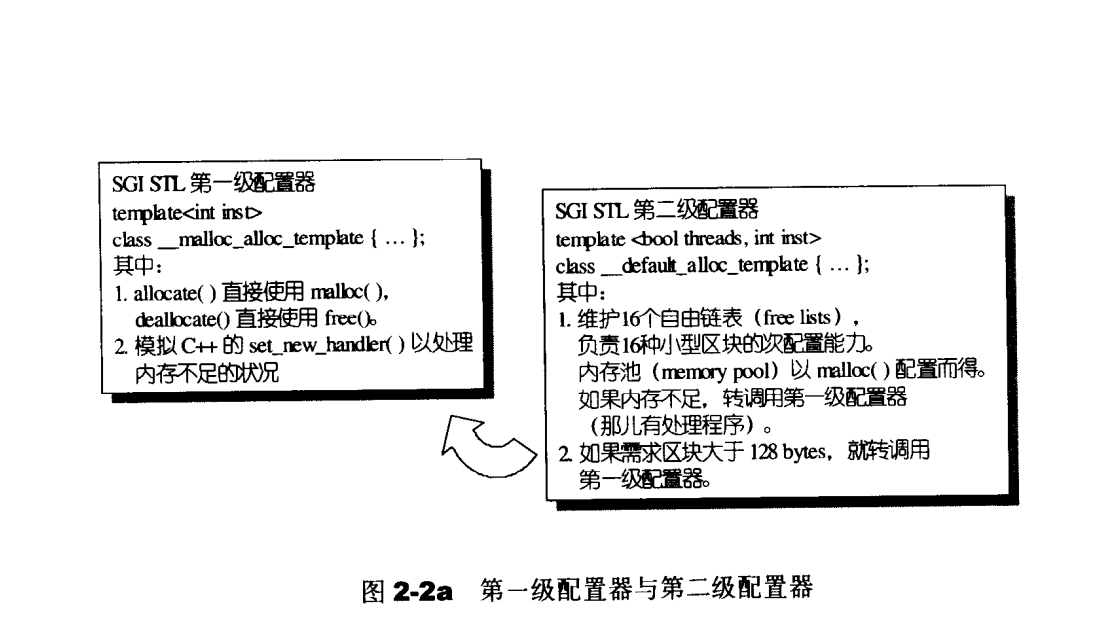 SGI STL 第一级配置器
template<int inst>
class __malloc_alloc_template { … };
其中：
1. allocate( ) 直接使用 malloc( ),
deallocate() 直接使用 free()。
2. 模拟 C++ 的 set_new_handler( ) 以处理
内存不足的状况
SGI STL 第二级配置器
template <bool threads, int inst>
class __default_alloc_template { … };
其中：
1. 维护16个自由链表（free lists），
负责16种小型区块的次配置能力。
内存池（memory pool）以 malloc( ) 配置而得。
如果内存不足，转调用第一级配置器
（那儿有处理程序）。
2. 如果需求区块大于 128 bytes，就转调用
第一级配置器。
图 2-2a 第一级配置器与第二级配置器